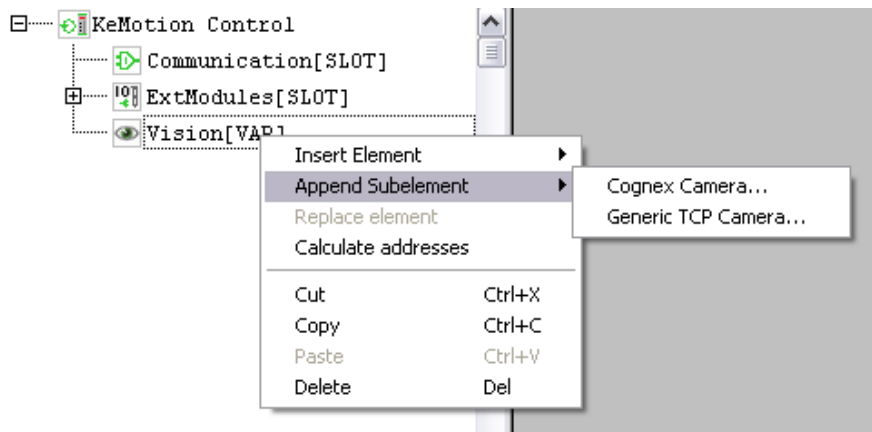 KeMotion Control
Communication[SLOT]
ExtModules[SLOT]
Vision[VAR]
Insert Element
Append Subelement
Cognex Camera...
Generic TCP Camera...
Replace element
Calculate addresses
Cut Ctrl+X
Copy Ctrl+C
Paste Ctrl+V
Delete Del